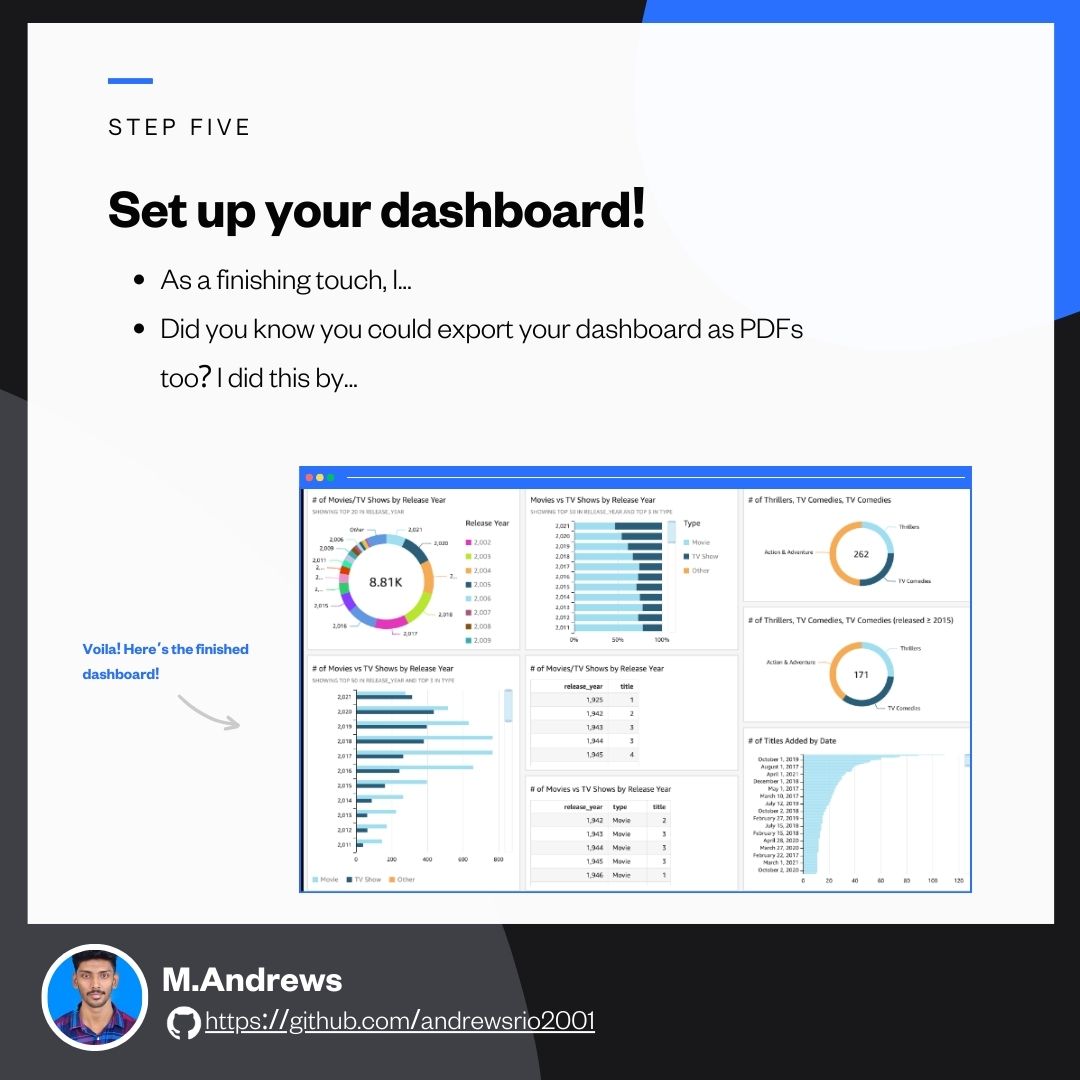 STEP FIVE
Set up your dashboard!
As a finishing touch, I...
Did you know you could export your dashboard as PDFs
too? I did this by...
Voila! Here's the finished
dashboard!
# of Movies/TV Shows by Release Year
SHOWING TOP 20 IN RELEASE_YEAR
Other
2,021
2,006
2,020
2,009
2,011
2...
2...
2,...
2...
2,015
2,018
2,016
2,017
8.81K
Release Year
2,002
2,003
2,004
2,005
2,006
2,007
2,008
2,009
Movies vs TV Shows by Release Year
SHOWING TOP 50 IN RELEASE_YEAR AND TOP 3 IN TYPE
2,021
2,020
2,019
2,018
2,017
2,016
2,015
2,014
2,013
2,012
2,011
0% 50% 100%
Type
Movie
TV Show
Other
# of Thrillers, TV Comedies, TV Comedies
Thrillers
Action & Adventure
262
TV Comedies
# of Thrillers, TV Comedies, TV Comedies (released ≥ 2015)
Thrillers
Action & Adventure
171
TV Comedies
# of Movies vs TV Shows by Release Year
SHOWING TOP 50 IN RELEASE_YEAR AND TOP 3 IN TYPE
2,021
2,020
2,019
2,018
2,017
2,016
2,015
2,014
2,013
2,012
2,011
0 200 400 600 800
Movie TV Show Other
# of Movies/TV Shows by Release Year
release_year title
1,925 1
1,942 2
1,943 3
1,944 3
1,945 4
# of Movies vs TV Shows by Release Year
release_year type title
1,942 Movie 2
1,943 Movie 3
1,944 Movie 3
1,945 Movie 3
1,946 Movie 1
# of Titles Added by Date
October 1, 2019
August 1, 2017
April 1, 2021
December 1, 2018
May 1, 2017
March 10, 2017
July 12, 2019
October 2, 2018
February 27, 2019
July 15, 2018
February 15, 2018
April 28, 2020
March 27, 2020
February 22, 2017
March 1, 2021
October 2, 2020
0 20 40 60 80 100 120
M.Andrews
https://github.com/andrewsrio2001